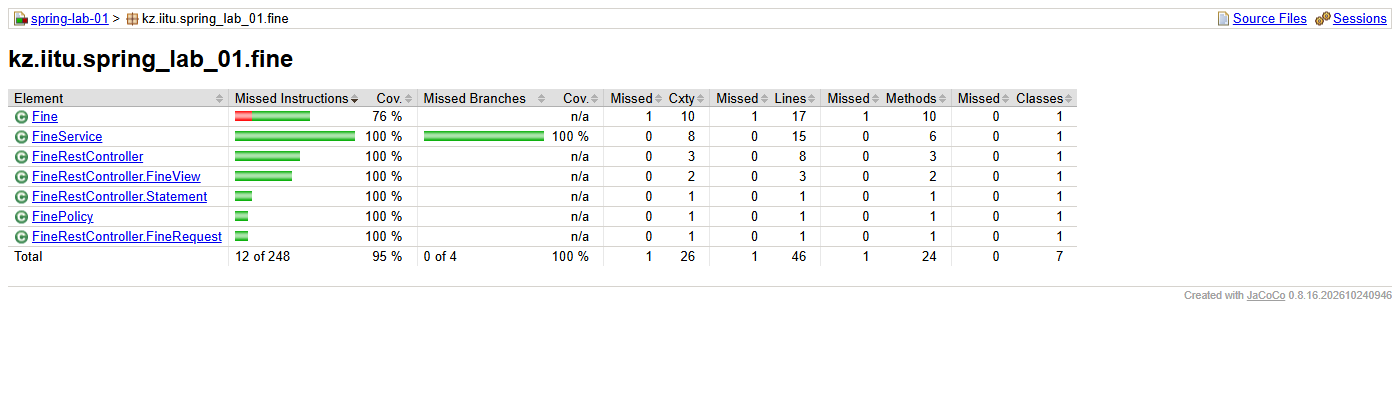 spring-lab-01 > kz.iitu.spring_lab_01.fine Source Files Sessions
kz.iitu.spring_lab_01.fine
Element Missed Instructions Cov. Missed Branches Cov. Missed Cxty Missed Lines Missed Methods Missed Classes
Fine 76 % n/a 1 10 1 17 1 10 0 1
FineService 100 % 100 % 0 8 0 15 0 6 0 1
FineRestController 100 % n/a 0 3 0 8 0 3 0 1
FineRestController.FineView 100 % n/a 0 2 0 3 0 2 0 1
FineRestController.Statement 100 % n/a 0 1 0 1 0 1 0 1
FinePolicy 100 % n/a 0 1 0 1 0 1 0 1
FineRestController.FineRequest 100 % n/a 0 1 0 1 0 1 0 1
Total 12 of 248 95 % 0 of 4 100 % 1 26 1 46 1 24 0 7
Created with JaCoCo 0.8.16.202610240946